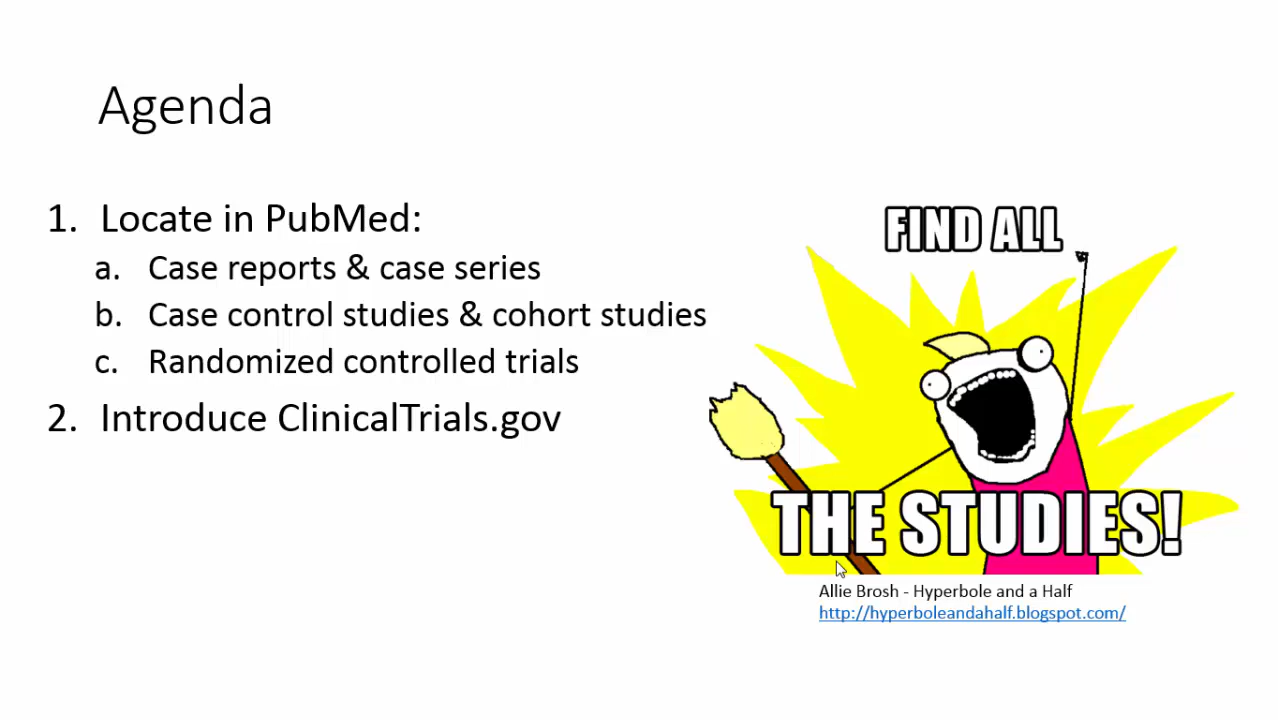 Agenda
1. Locate in PubMed:
a. Case reports & case series
b. Case control studies & cohort studies
c. Randomized controlled trials
2. Introduce ClinicalTrials.gov
FIND ALL
THE STUDIES!
Allie Brosh - Hyperbole and a Half
http://hyperboleandahalf.blogspot.com/